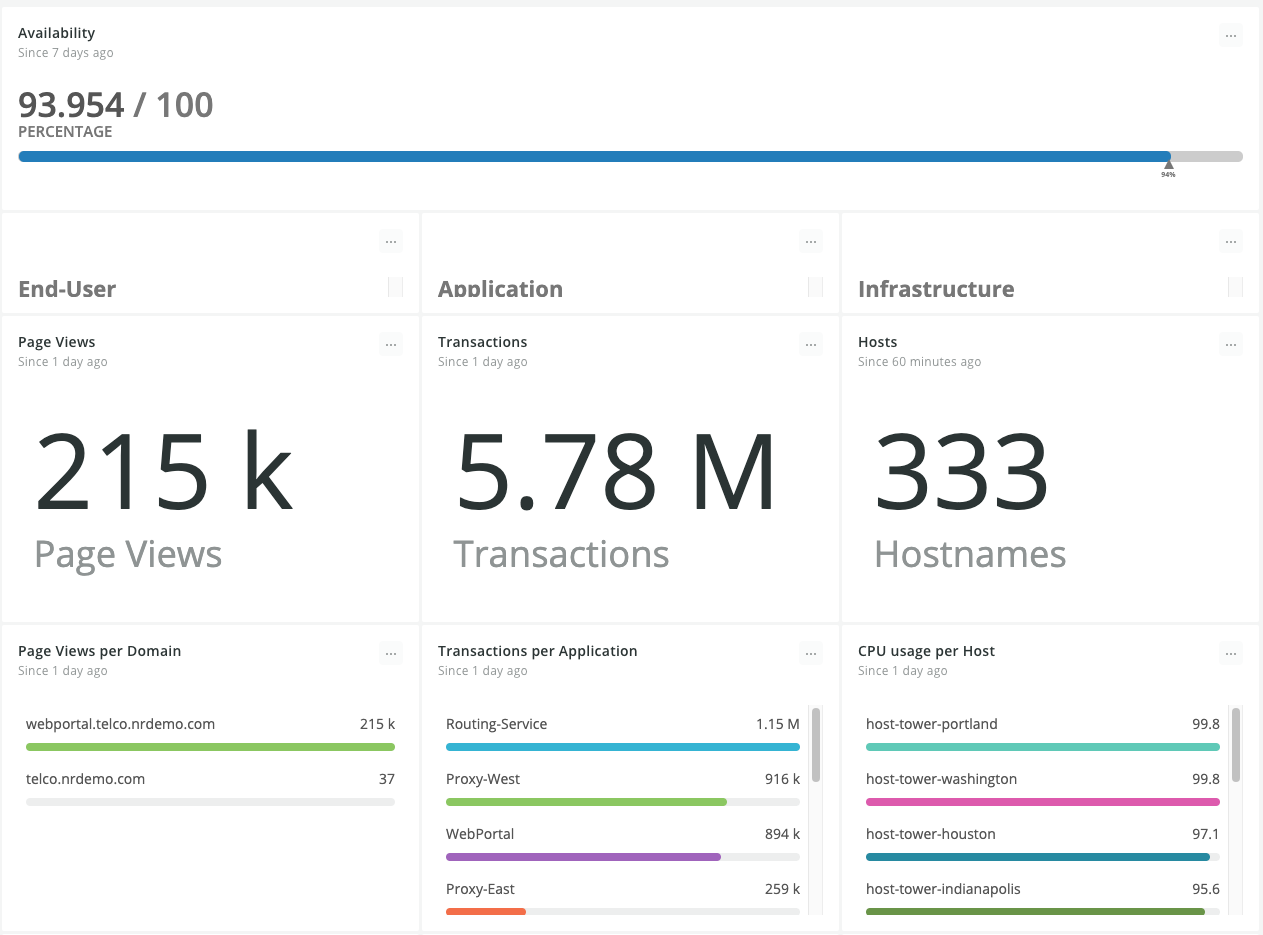 Availability
Since 7 days ago
...
93.954 / 100
PERCENTAGE
94%
...
End-User
...
Application
...
Infrastructure
Page Views
Since 1 day ago
...
215 k
Page Views
Transactions
Since 1 day ago
...
5.78 M
Transactions
Hosts
Since 60 minutes ago
...
333
Hostnames
Page Views per Domain
Since 1 day ago
...
webportal.telco.nrdemo.com 215 k
telco.nrdemo.com 37
Transactions per Application
Since 1 day ago
...
Routing-Service 1.15 M
Proxy-West 916 k
WebPortal 894 k
Proxy-East 259 k
CPU usage per Host
Since 1 day ago
...
host-tower-portland 99.8
host-tower-washington 99.8
host-tower-houston 97.1
host-tower-indianapolis 95.6